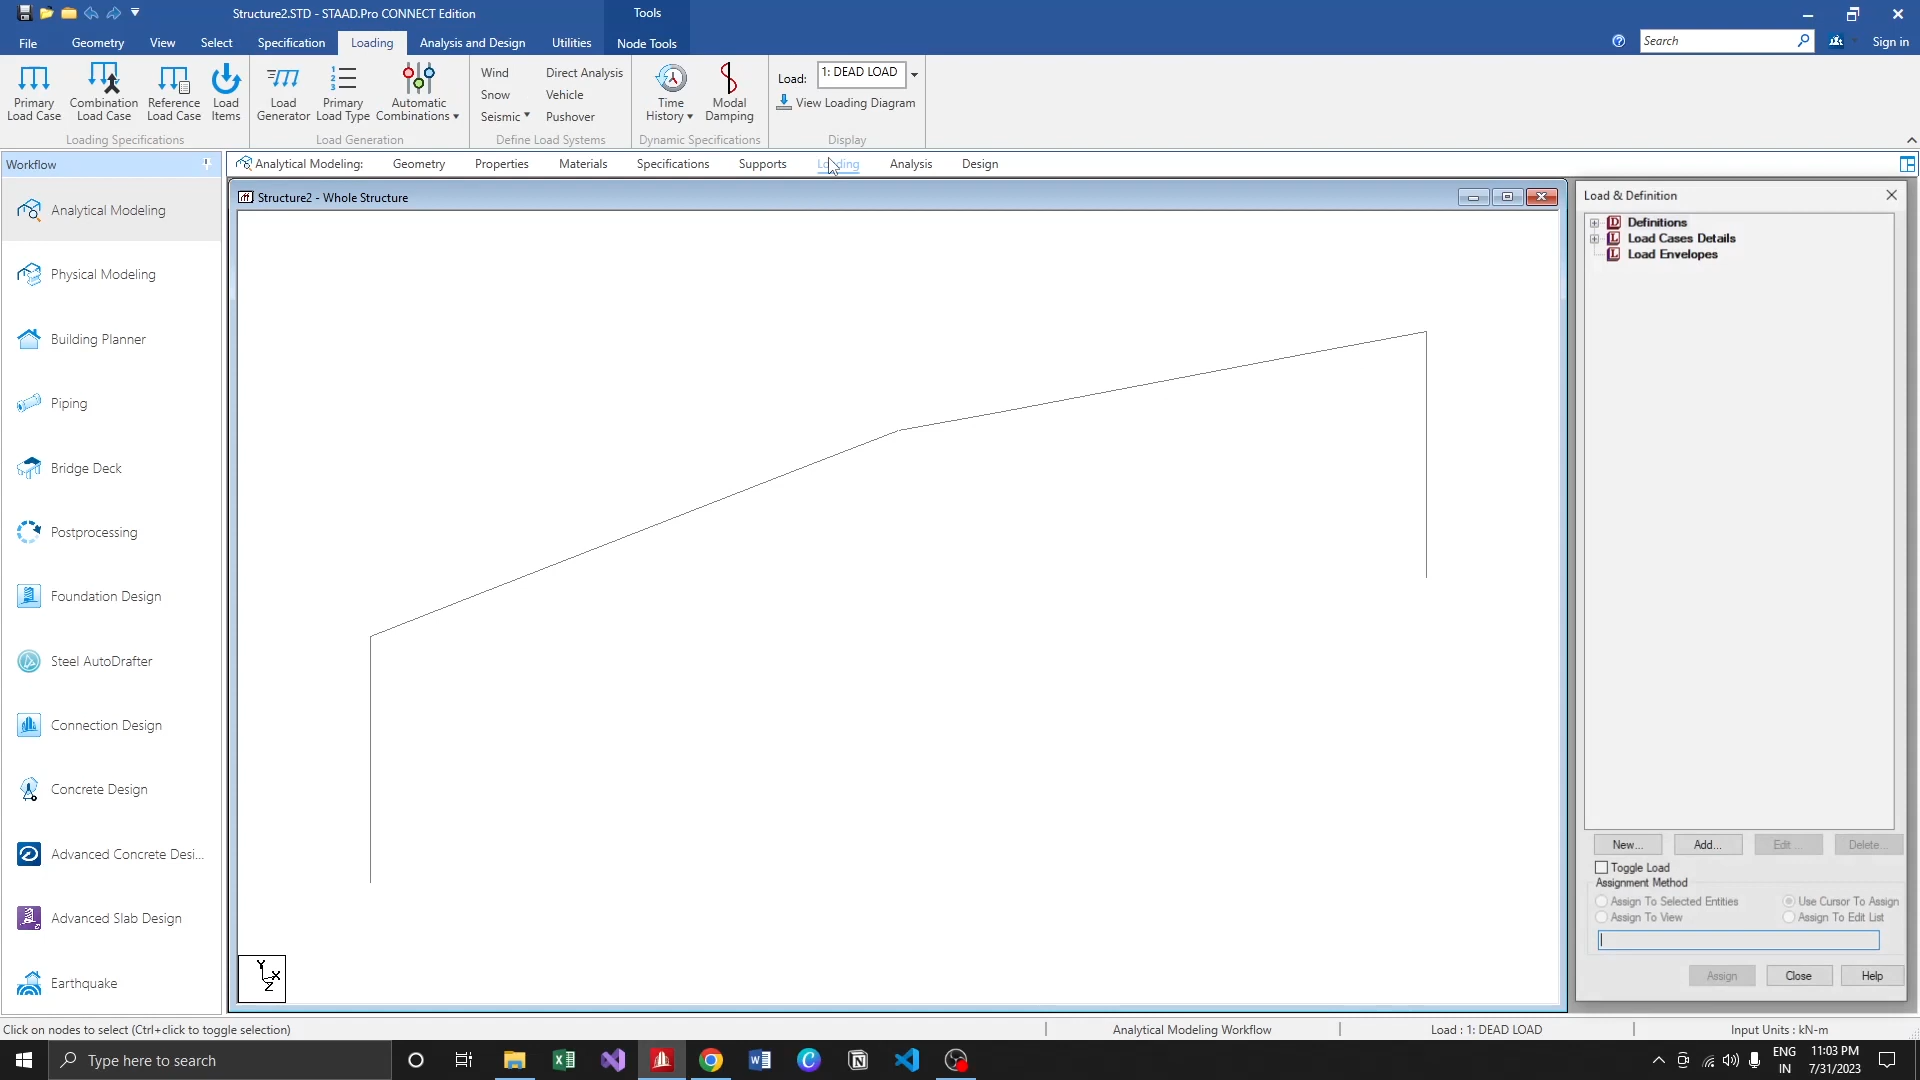 Structure2.STD - STAAD.Pro CONNECT Edition
Tools
File
Geometry
View
Select
Specification
Loading
Analysis and Design
Utilities
Node Tools
Search
Sign in
Primary
Load Case
Combination
Load Case
Reference
Load Case
Load
Items
Loading Specifications
Load
Generator
Primary
Load Type
Automatic
Combinations
Load Generation
Wind
Snow
Seismic
Direct Analysis
Vehicle
Pushover
Define Load Systems
Time
History
Modal
Damping
Dynamic Specifications
Load:
1: DEAD LOAD
View Loading Diagram
Display
Workflow
Analytical Modeling
Physical Modeling
Building Planner
Piping
Bridge Deck
Postprocessing
Foundation Design
Steel AutoDrafter
Connection Design
Concrete Design
Advanced Concrete Desi...
Advanced Slab Design
Earthquake
Analytical Modeling:
Geometry
Properties
Materials
Specifications
Supports
Loading
Analysis
Design
Structure2 - Whole Structure
Y
X
Z
Load & Definition
D Definitions
L Load Cases Details
L Load Envelopes
New...
Add...
Edit ...
Delete...
Toggle Load
Assignment Method
Assign To Selected Entities
Use Cursor To Assign
Assign To View
Assign To Edit List
Assign
Close
Help
Click on nodes to select (Ctrl+click to toggle selection)
Analytical Modeling Workflow
Load : 1: DEAD LOAD
Input Units : kN-m
Type here to search
ENG
IN
11:03 PM
7/31/2023